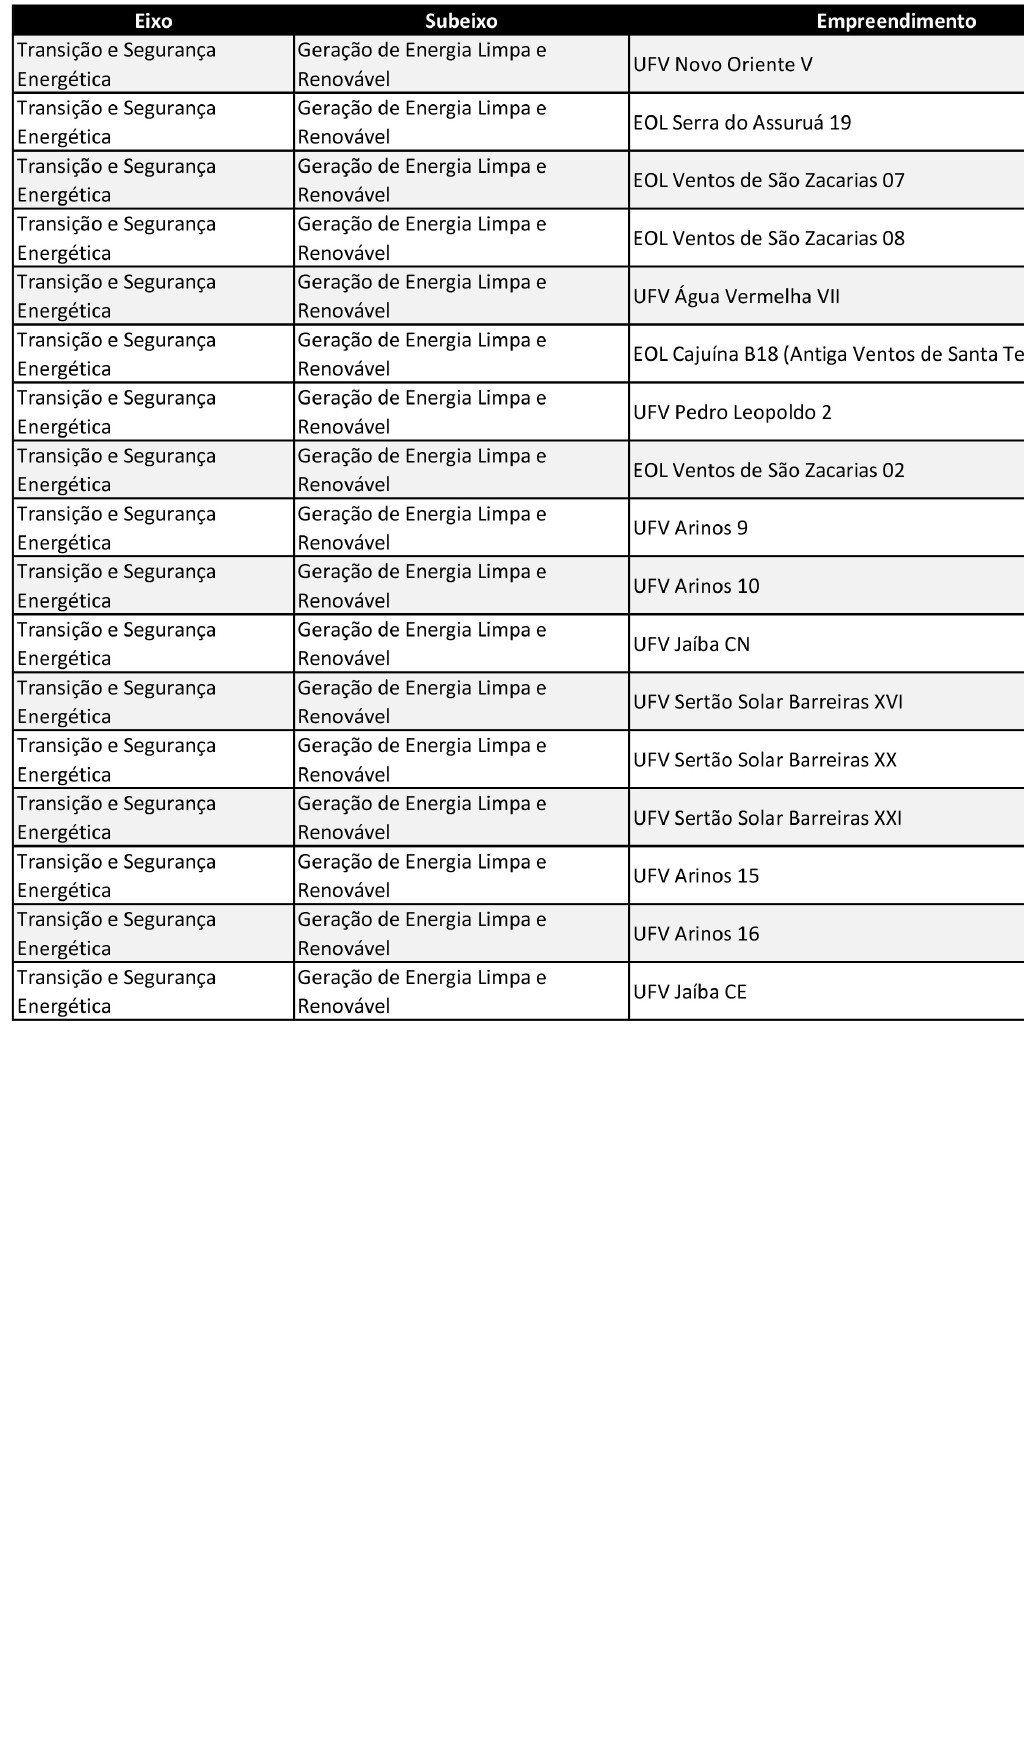 Eixo Subeixo Empreendimento
Transição e Segurança Energética Geração de Energia Limpa e Renovável UFV Novo Oriente V
Transição e Segurança Energética Geração de Energia Limpa e Renovável EOL Serra do Assuruá 19
Transição e Segurança Energética Geração de Energia Limpa e Renovável EOL Ventos de São Zacarias 07
Transição e Segurança Energética Geração de Energia Limpa e Renovável EOL Ventos de São Zacarias 08
Transição e Segurança Energética Geração de Energia Limpa e Renovável UFV Água Vermelha VII
Transição e Segurança Energética Geração de Energia Limpa e Renovável EOL Cajuína B18 (Antiga Ventos de Santa Te
Transição e Segurança Energética Geração de Energia Limpa e Renovável UFV Pedro Leopoldo 2
Transição e Segurança Energética Geração de Energia Limpa e Renovável EOL Ventos de São Zacarias 02
Transição e Segurança Energética Geração de Energia Limpa e Renovável UFV Arinos 9
Transição e Segurança Energética Geração de Energia Limpa e Renovável UFV Arinos 10
Transição e Segurança Energética Geração de Energia Limpa e Renovável UFV Jaíba CN
Transição e Segurança Energética Geração de Energia Limpa e Renovável UFV Sertão Solar Barreiras XVI
Transição e Segurança Energética Geração de Energia Limpa e Renovável UFV Sertão Solar Barreiras XX
Transição e Segurança Energética Geração de Energia Limpa e Renovável UFV Sertão Solar Barreiras XXI
Transição e Segurança Energética Geração de Energia Limpa e Renovável UFV Arinos 15
Transição e Segurança Energética Geração de Energia Limpa e Renovável UFV Arinos 16
Transição e Segurança Energética Geração de Energia Limpa e Renovável UFV Jaíba CE